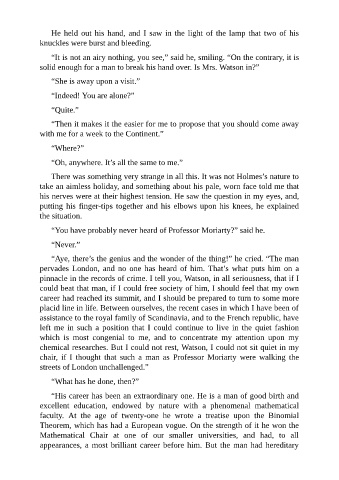 He held out his hand, and I saw in the light of the lamp that two of his
knuckles were burst and bleeding.
“It is not an airy nothing, you see,” said he, smiling. “On the contrary, it is
solid enough for a man to break his hand over. Is Mrs. Watson in?”
“She is away upon a visit.”
“Indeed! You are alone?”
“Quite.”
“Then it makes it the easier for me to propose that you should come away
with me for a week to the Continent.”
“Where?”
“Oh, anywhere. It’s all the same to me.”
There was something very strange in all this. It was not Holmes’s nature to
take an aimless holiday, and something about his pale, worn face told me that
his nerves were at their highest tension. He saw the question in my eyes, and,
putting his finger-tips together and his elbows upon his knees, he explained
the situation.
“You have probably never heard of Professor Moriarty?” said he.
“Never.”
“Aye, there’s the genius and the wonder of the thing!” he cried. “The man
pervades London, and no one has heard of him. That’s what puts him on a
pinnacle in the records of crime. I tell you, Watson, in all seriousness, that if I
could beat that man, if I could free society of him, I should feel that my own
career had reached its summit, and I should be prepared to turn to some more
placid line in life. Between ourselves, the recent cases in which I have been of
assistance to the royal family of Scandinavia, and to the French republic, have
left me in such a position that I could continue to live in the quiet fashion
which is most congenial to me, and to concentrate my attention upon my
chemical researches. But I could not rest, Watson, I could not sit quiet in my
chair, if I thought that such a man as Professor Moriarty were walking the
streets of London unchallenged.”
“What has he done, then?”
“His career has been an extraordinary one. He is a man of good birth and
excellent education, endowed by nature with a phenomenal mathematical
faculty. At the age of twenty-one he wrote a treatise upon the Binomial
Theorem, which has had a European vogue. On the strength of it he won the
Mathematical Chair at one of our smaller universities, and had, to all
appearances, a most brilliant career before him. But the man had hereditary